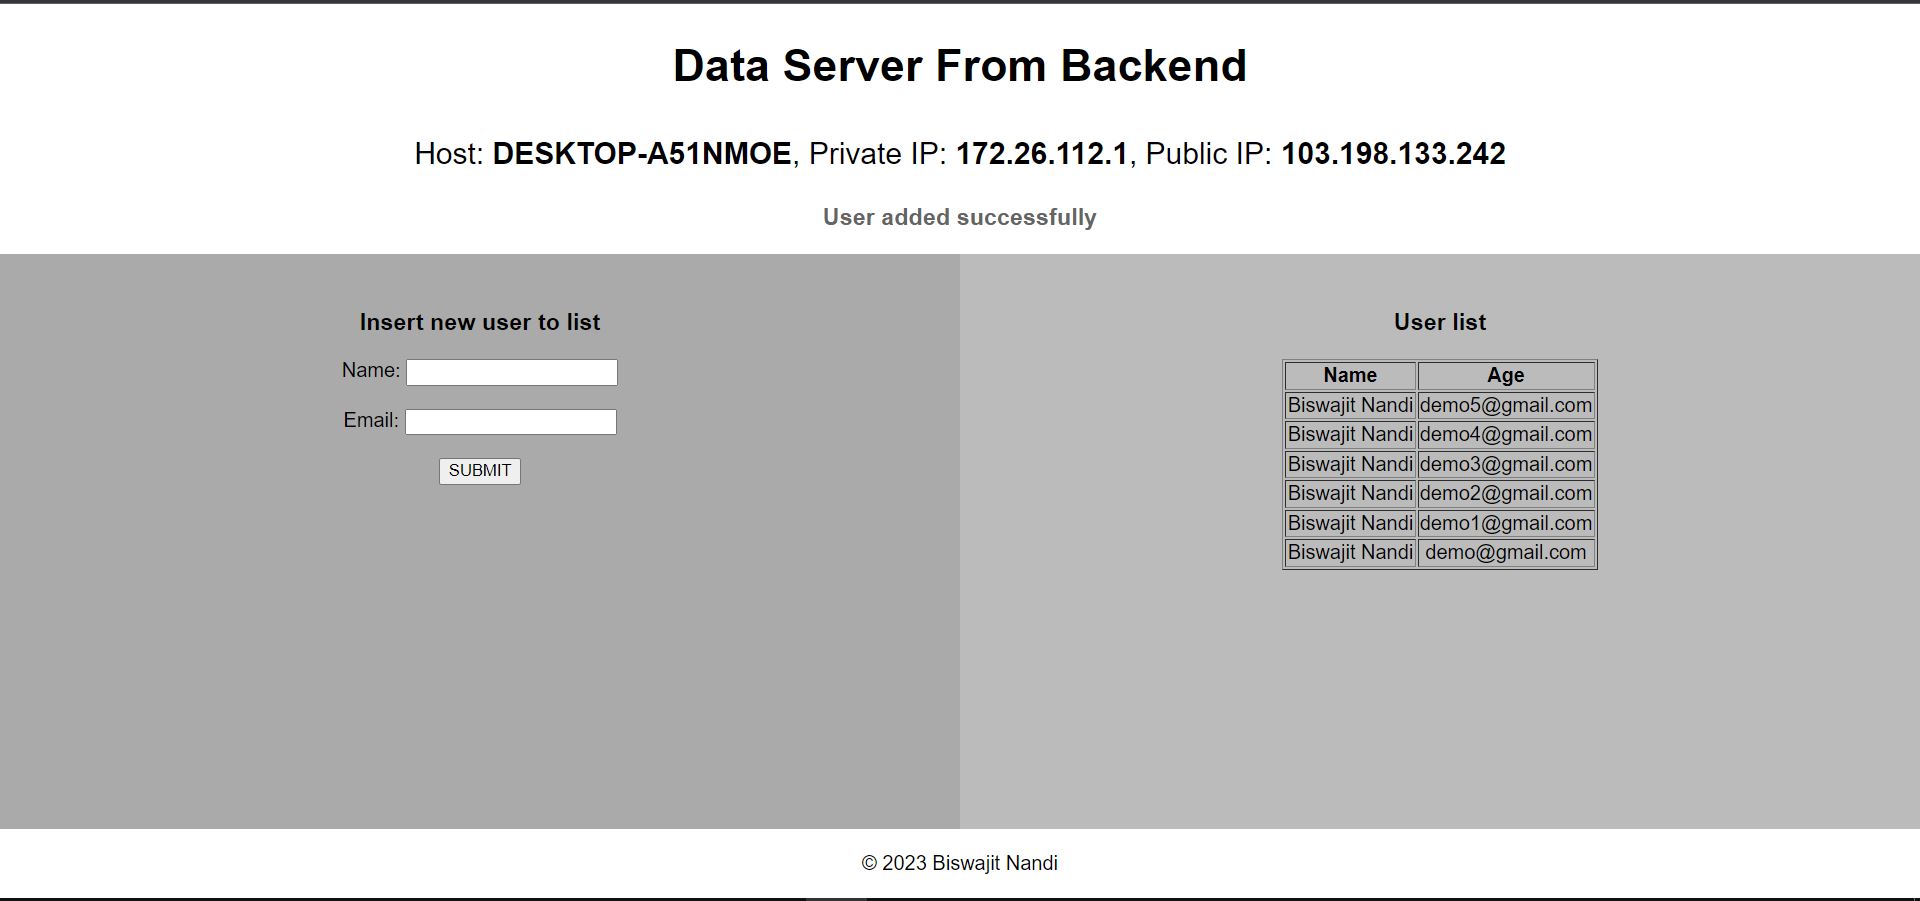 Data Server From Backend
Host: DESKTOP-A51NMOE, Private IP: 172.26.112.1, Public IP: 103.198.133.242
User added successfully
Insert new user to list
Name:
Email:
SUBMIT
User list
Name Age
Biswajit Nandi demo5@gmail.com
Biswajit Nandi demo4@gmail.com
Biswajit Nandi demo3@gmail.com
Biswajit Nandi demo2@gmail.com
Biswajit Nandi demo1@gmail.com
Biswajit Nandi demo@gmail.com
© 2023 Biswajit Nandi